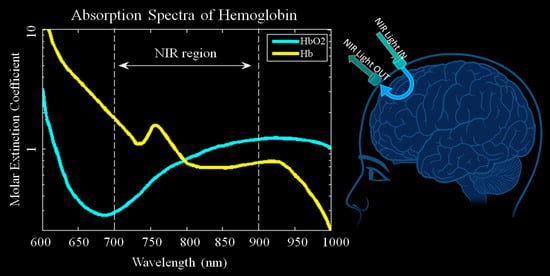 Absorption Spectra of Hemoglobin
10
1
Molar Extinction Coefficient
NIR region
HbO2
Hb
600 650 700 750 800 850 900 950 1000
Wavelength (nm)
NIR Light IN
NIR Light OUT